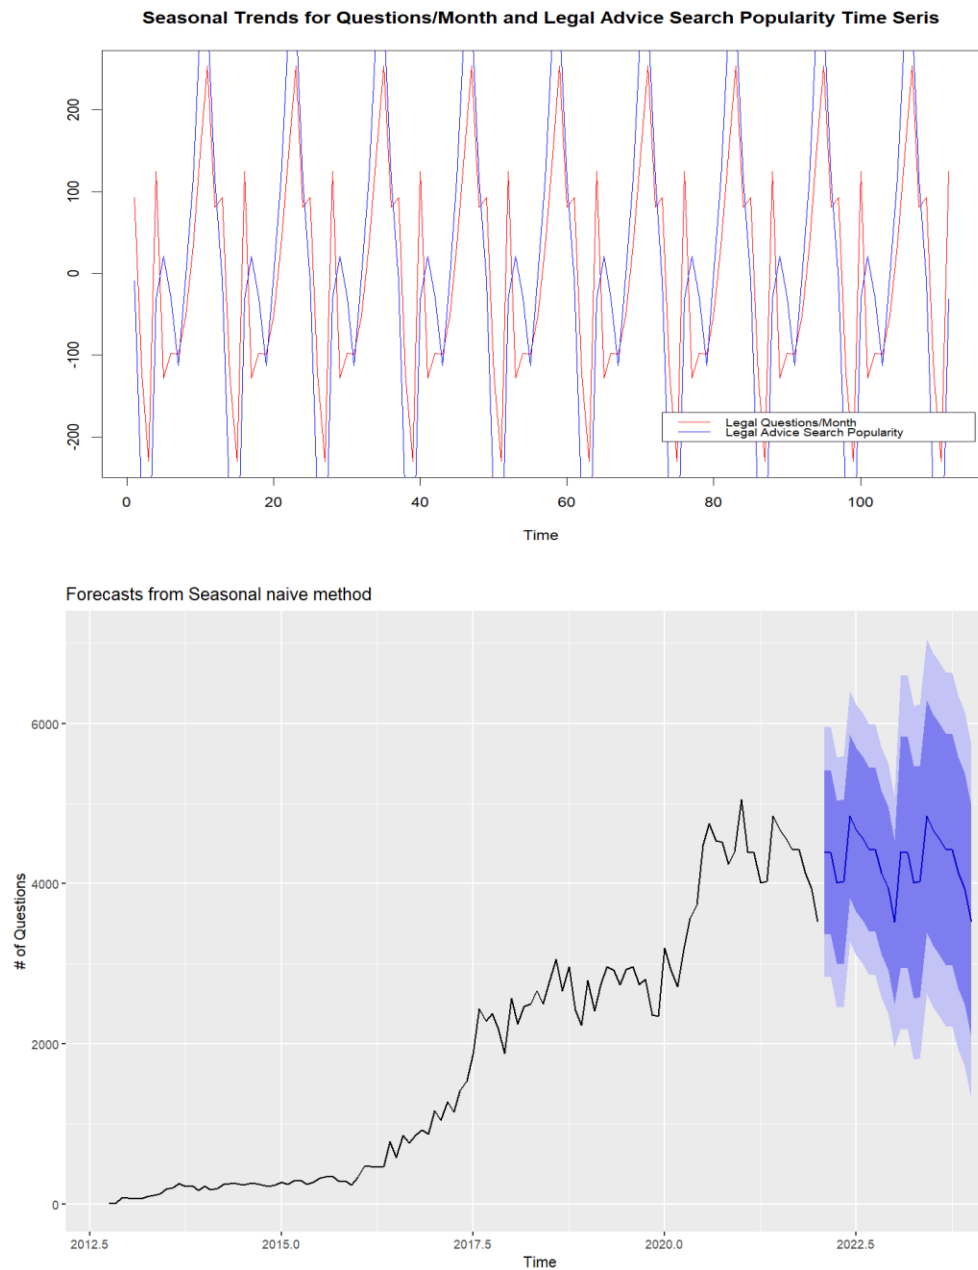 Seasonal Trends for Questions/Month and Legal Advice Search Popularity Time Seris
200
100
0
-100
-200
Legal Questions/Month
Legal Advice Search Popularity
0 20 40 60 80 100
Time
Forecasts from Seasonal naive method
# of Questions
6000
4000
2000
0
2012.5 2015.0 2017.5 2020.0 2022.5
Time